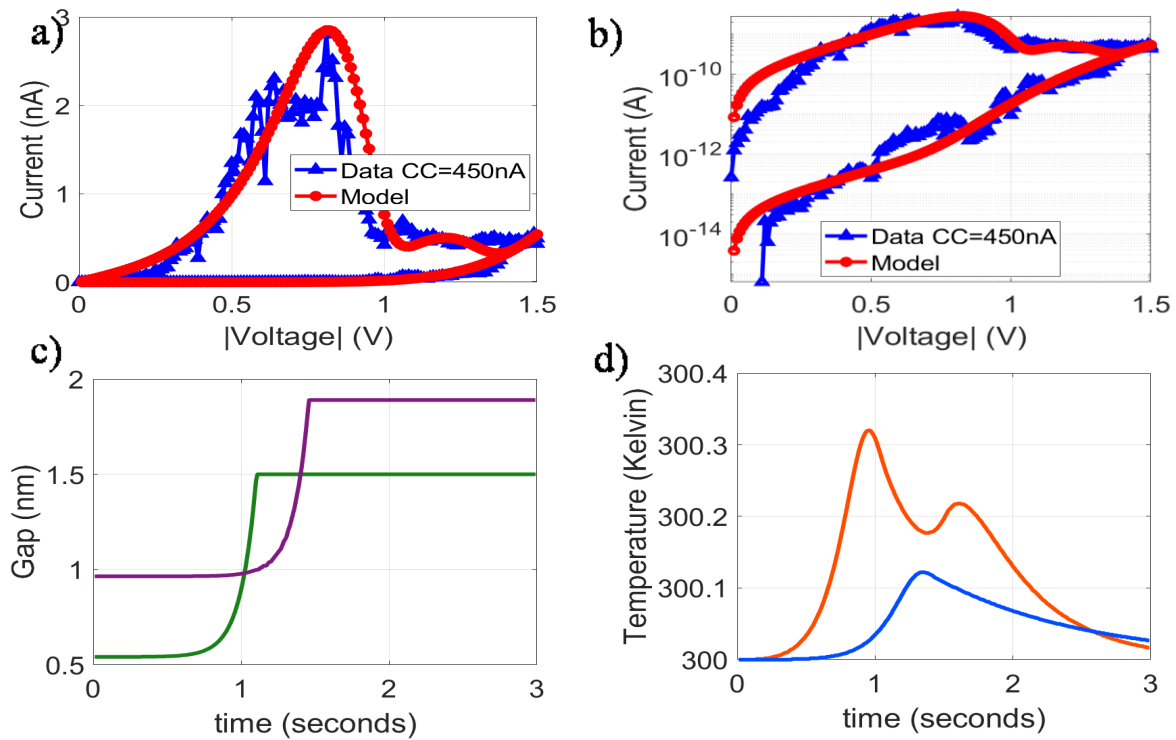 a)
3
2
1
0
Current (nA)
Data CC=450nA
Model
0
0.5
1
1.5
|Voltage| (V)
b)
10^-10
10^-12
10^-14
Current (A)
Data CC=450nA
Model
0
0.5
1
1.5
|Voltage| (V)
c)
2
1.5
1
0.5
Gap (nm)
0
1
2
3
time (seconds)
d)
300.4
300.3
300.2
300.1
300
Temperature (Kelvin)
0
1
2
3
time (seconds)